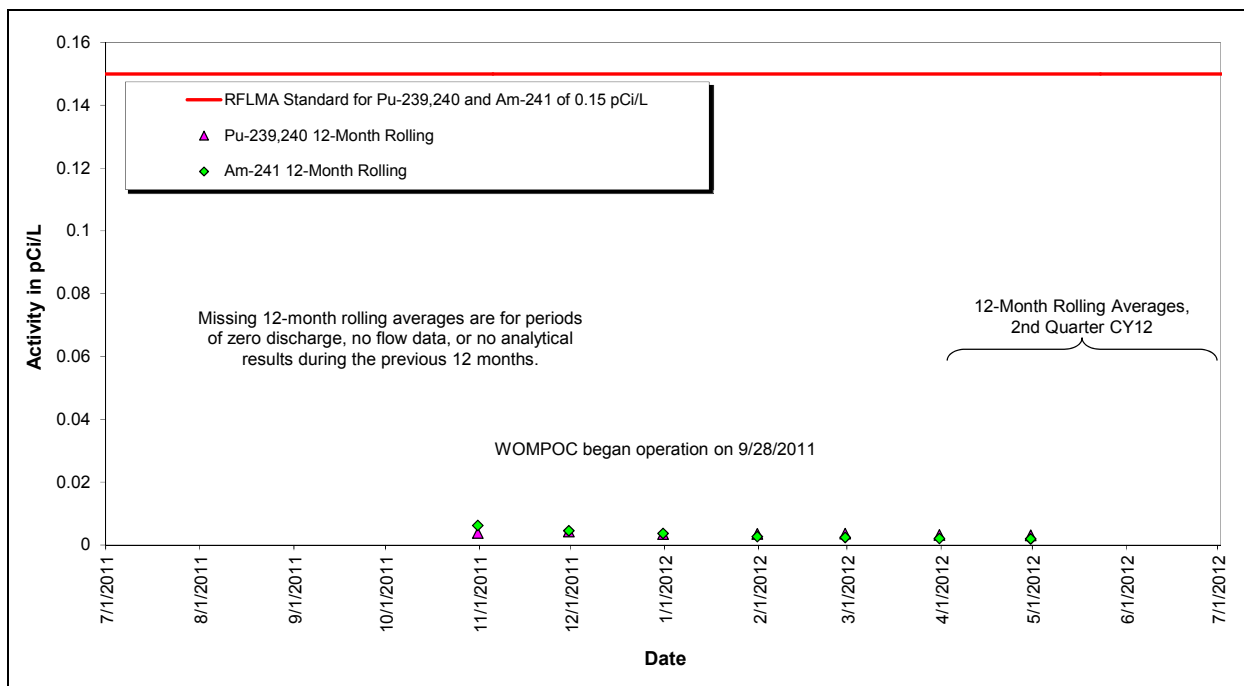 0.16
0.14
0.12
0.1
0.08
0.06
0.04
0.02
0
Activity in pCi/L
RFLMA Standard for Pu-239,240 and Am-241 of 0.15 pCi/L
Pu-239,240 12-Month Rolling
Am-241 12-Month Rolling
Missing 12-month rolling averages are for periods
of zero discharge, no flow data, or no analytical
results during the previous 12 months.
12-Month Rolling Averages,
2nd Quarter CY12
WOMPOC began operation on 9/28/2011
7/1/2011
8/1/2011
9/1/2011
10/1/2011
11/1/2011
12/1/2011
1/1/2012
2/1/2012
3/1/2012
4/1/2012
5/1/2012
6/1/2012
7/1/2012
Date